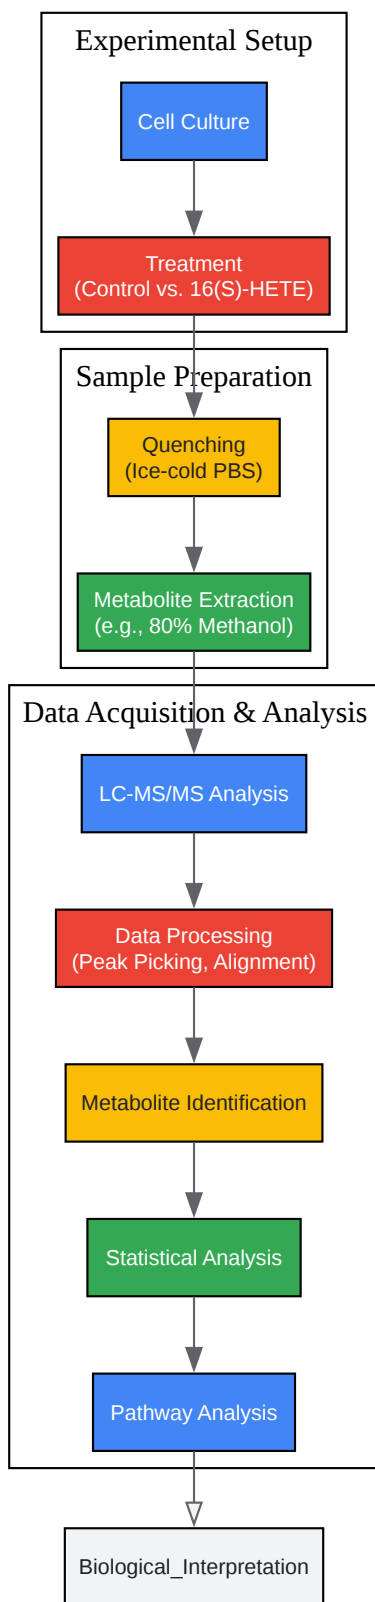 Experimental Setup
Cell Culture
Treatment
(Control vs. 16(S)-HETE)
Sample Preparation
Quenching
(Ice-cold PBS)
Metabolite Extraction
(e.g., 80% Methanol)
Data Acquisition & Analysis
LC-MS/MS Analysis
Data Processing
(Peak Picking, Alignment)
Metabolite Identification
Statistical Analysis
Pathway Analysis
Biological_Interpretation